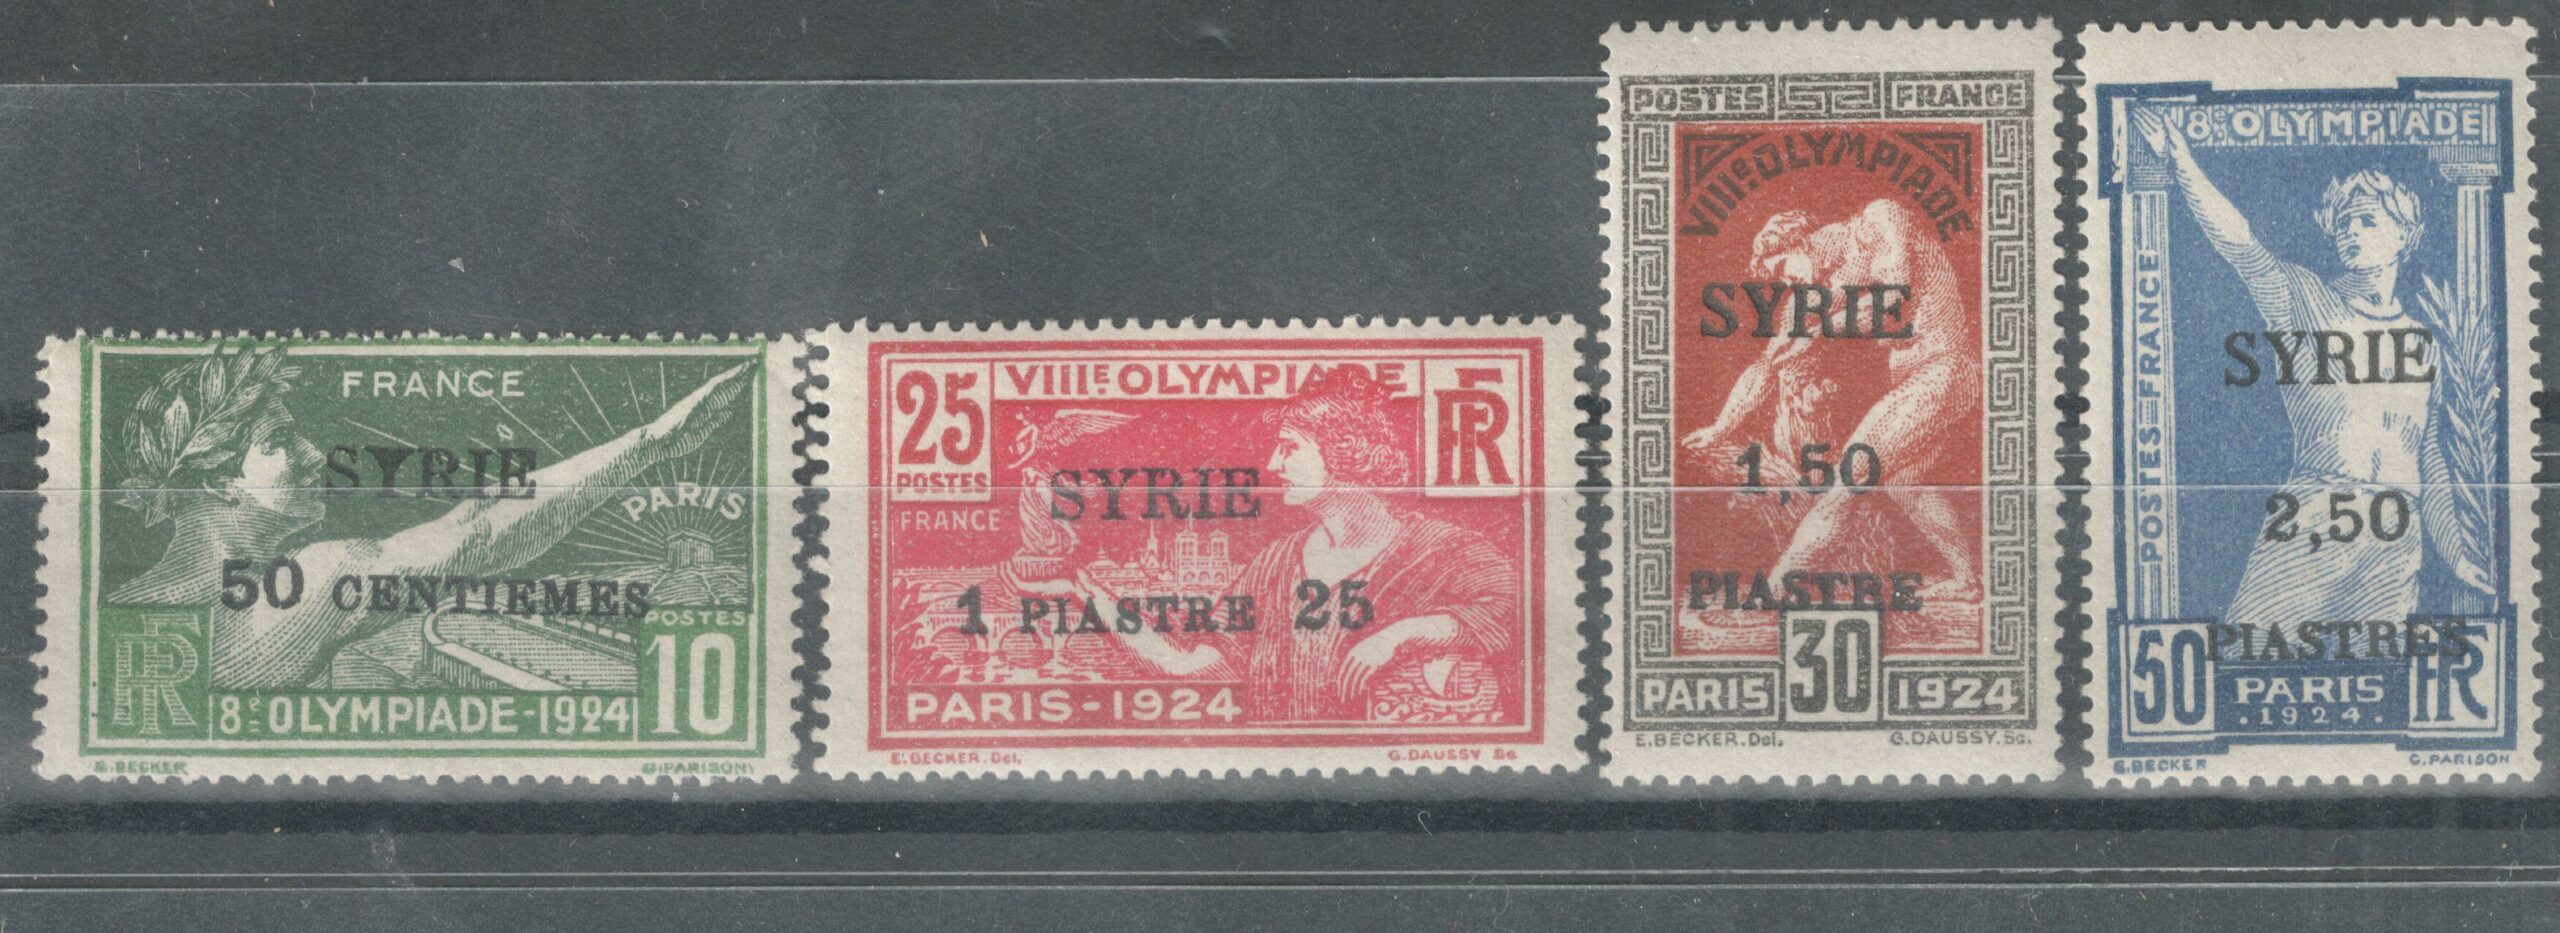 FRANCE
SYRIE
PARIS
50 CENTIEMES
RF
POSTES
10
8e OLYMPIADE-1924
E.BECKER
G.PARISON
25
VIIIE OLYMPIADE
RF
POSTES
SYRIE
FRANCE
1 PIASTRE 25
PARIS-1924
E.BECKER.Del.
G.DAUSSY Sc
POSTES
FRANCE
VIIIe OLYMPIADE
SYRIE
1,50
PIASTRE
30
PARIS
1924
E.BECKER.Del.
G.DAUSSY.Sc.
8e OLYMPIADE
POSTES-FRANCE
SYRIE
2,50
PIASTRES
50
RF
PARIS
.1924.
E.BECKER
G.PARISON